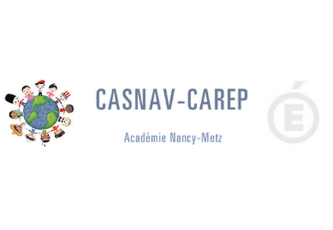 CASNAV-CAREP
É
Académie Nancy-Metz